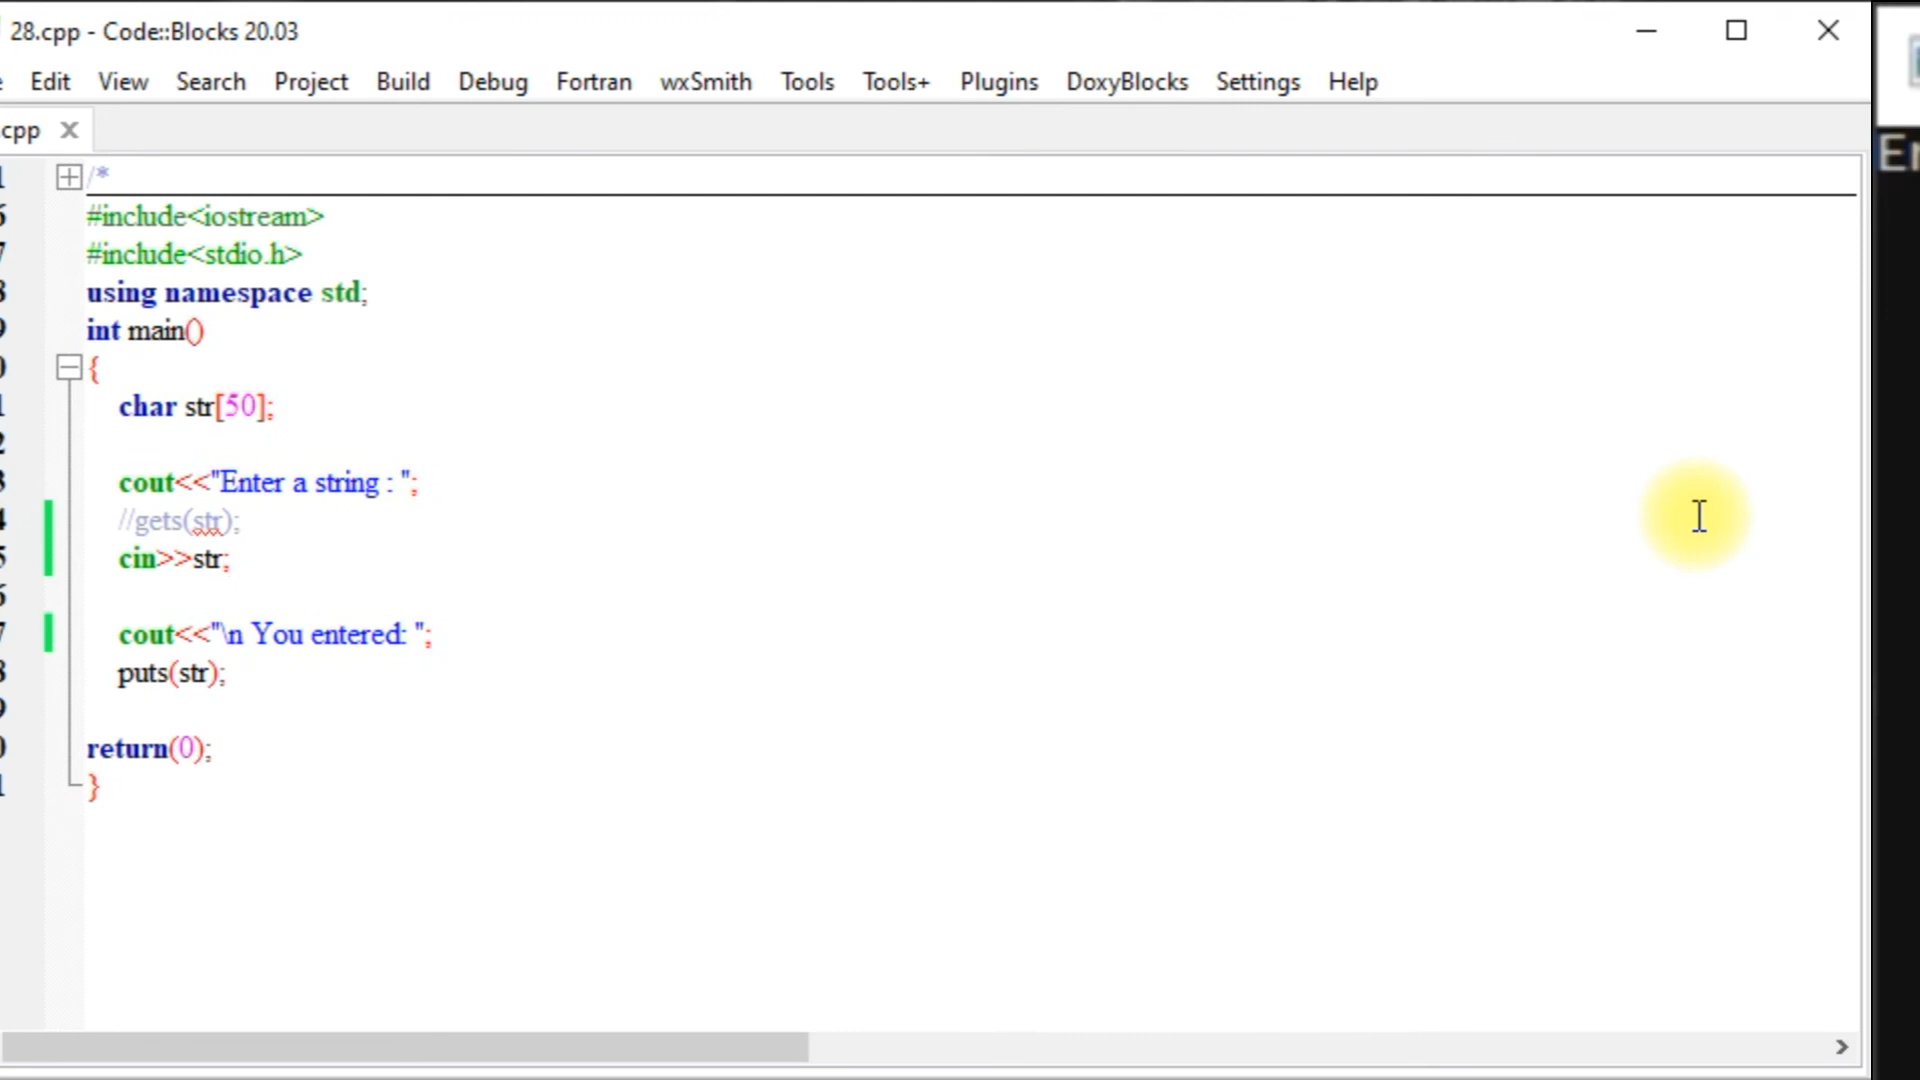 28.cpp - Code::Blocks 20.03
Edit View Search Project Build Debug Fortran wxSmith Tools Tools+ Plugins DoxyBlocks Settings Help
cpp
/*
#include<iostream>
#include<stdio.h>
using namespace std;
int main()
{
char str[50];
cout<<"Enter a string : ";
//gets(str);
cin>>str;
cout<<"\n You entered: ";
puts(str);
return(0);
}